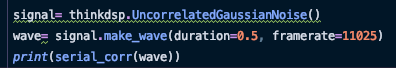 signal= thinkdsp.UncorrelatedGaussianNoise()
wave= signal.make_wave(duration=0.5, framerate=11025)
print(serial_corr(wave))